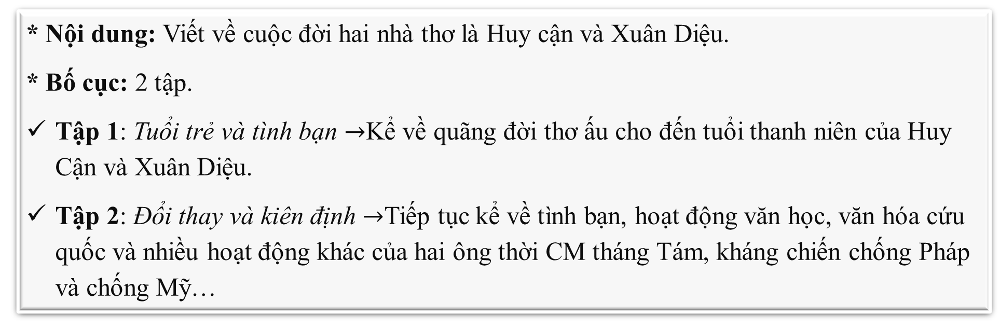 * Nội dung: Viết về cuộc đời hai nhà thơ là Huy cận và Xuân Diệu.
* Bố cục: 2 tập.
✓ Tập 1: Tuổi trẻ và tình bạn →Kể về quãng đời thơ ấu cho đến tuổi thanh niên của Huy
Cận và Xuân Diệu.
✓ Tập 2: Đổi thay và kiên định →Tiếp tục kể về tình bạn, hoạt động văn học, văn hóa cứu
quốc và nhiều hoạt động khác của hai ông thời CM tháng Tám, kháng chiến chống Pháp
và chống Mỹ…